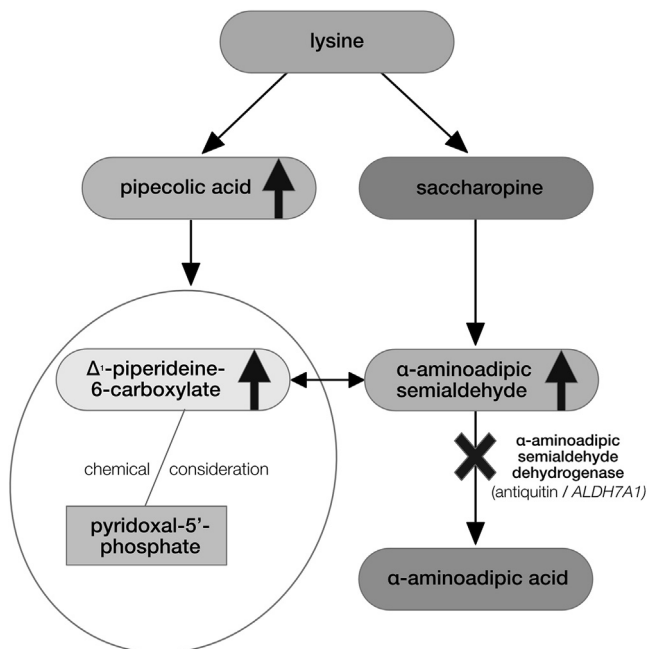 lysine
pipecolic acid
saccharopine
Δ¹-piperideine-
6-carboxylate
α-aminoadipic
semialdehyde
chemical consideration
α-aminoadipic
semialdehyde
dehydrogenase
(antiquitin / ALDH7A1)
pyridoxal-5’-
phosphate
α-aminoadipic acid